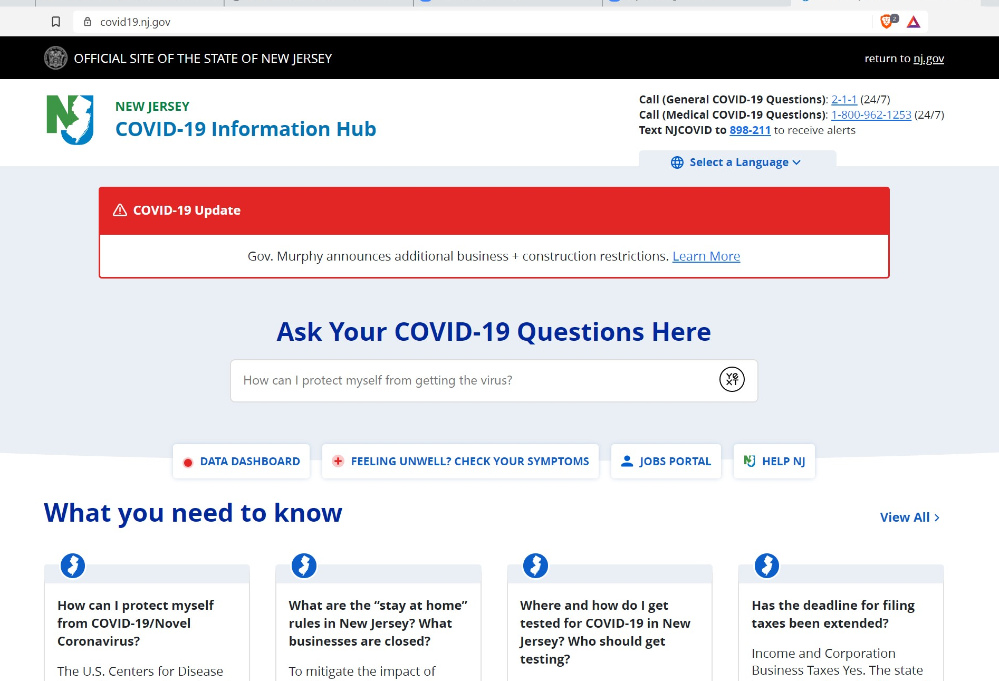 covid19.nj.gov
2
OFFICIAL SITE OF THE STATE OF NEW JERSEY
return to nj.gov
NJ
NEW JERSEY
COVID-19 Information Hub
Call (General COVID-19 Questions): 2-1-1 (24/7)
Call (Medical COVID-19 Questions): 1-800-962-1253 (24/7)
Text NJCOVID to 898-211 to receive alerts
Select a Language
COVID-19 Update
Gov. Murphy announces additional business + construction restrictions. Learn More
Ask Your COVID-19 Questions Here
How can I protect myself from getting the virus?
YEXT
DATA DASHBOARD
FEELING UNWELL? CHECK YOUR SYMPTOMS
JOBS PORTAL
NJ
HELP NJ
What you need to know
View All
How can I protect myself
from COVID-19/Novel
Coronavirus?
The U.S. Centers for Disease
What are the “stay at home”
rules in New Jersey? What
businesses are closed?
To mitigate the impact of
Where and how do I get
tested for COVID-19 in New
Jersey? Who should get
testing?
Has the deadline for filing
taxes been extended?
Income and Corporation
Business Taxes Yes. The state